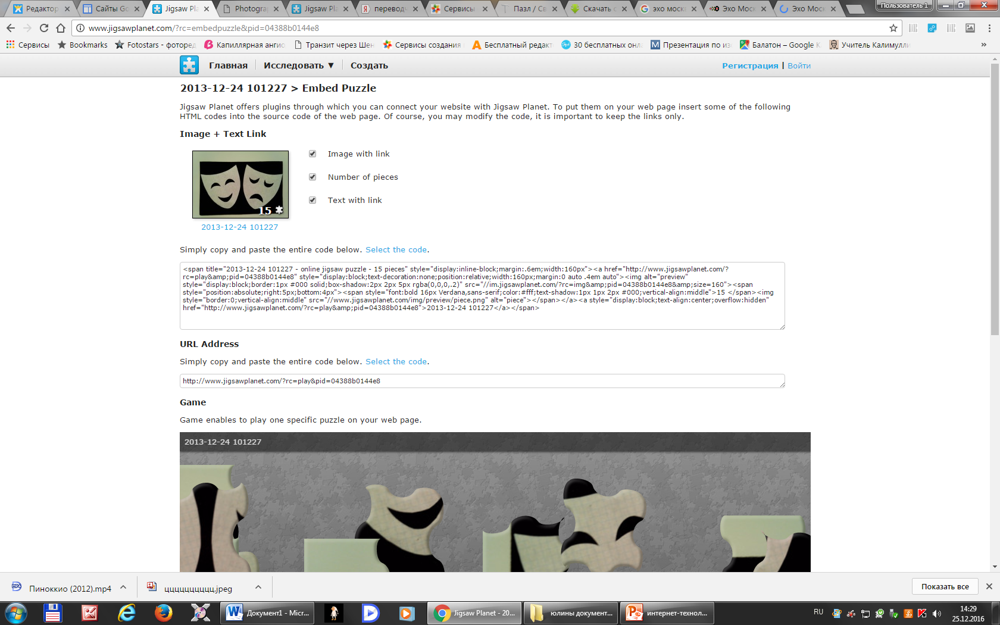 Редактор
Сайты Go
Jigsaw Pla
Photogra
Jigsaw Pla
переводч
Сервисы
Пазл / Св
Скачать с
эхо моск
Эхо Моск
Эхо Моск
Пользователь 1
www.jigsawplanet.com/?rc=embedpuzzle&pid=04388b0144e8
Сервисы
Bookmarks
Fotostars - фоторед
Капиллярная анги
Транзит через Шен
Сервисы создания
Бесплатный редакт
30 бесплатных онл
Презентация по из
Балатон – Google К
Учитель Калимулли
»
Главная
Исследовать ▼
Создать
Регистрация | Войти
2013-12-24 101227 > Embed Puzzle
Jigsaw Planet offers plugins through which you can connect your website with Jigsaw Planet. To put them on your web page insert some of the following
HTML codes into the source code of the web page. Of course, you may modify the code, it is important to keep the links only.
Image + Text Link
15
2013-12-24 101227
Image with link
Number of pieces
Text with link
Simply copy and paste the entire code below. Select the code.
<span title="2013-12-24 101227 - online jigsaw puzzle - 15 pieces" style="display:inline-block;margin:.6em;width:160px"><a href="http://www.jigsawplanet.com/?
rc=play&amp;pid=04388b0144e8" style="display:block;text-decoration:none;position:relative;width:160px;margin:0 auto .4em auto"><img alt="preview"
style="display:block;border:1px #000 solid;box-shadow:2px 2px 5px rgba(0,0,0,.2)" src="//im.jigsawplanet.com/?rc=img&amp;pid=04388b0144e8&amp;size=160"><span
style="position:absolute;right:5px;bottom:4px"><span style="font:bold 16px Verdana,sans-serif;color:#fff;text-shadow:1px 1px 2px #000;vertical-align:middle">15 </span><img
style="border:0;vertical-align:middle" src="//www.jigsawplanet.com/img/preview/piece.png" alt="piece"></span></a><a style="display:block;text-align:center;overflow:hidden"
href="http://www.jigsawplanet.com/?rc=play&amp;pid=04388b0144e8">2013-12-24 101227</a></span>
URL Address
Simply copy and paste the entire code below. Select the code.
http://www.jigsawplanet.com/?rc=play&pid=04388b0144e8
Game
Game enables to play one specific puzzle on your web page.
2013-12-24 101227
Пиноккио (2012).mp4
цццццццццц.jpeg
Показать все
Документ1 - Micr...
Jigsaw Planet - 20...
юлины документ...
интернет-технол...
RU
14:29
25.12.2016